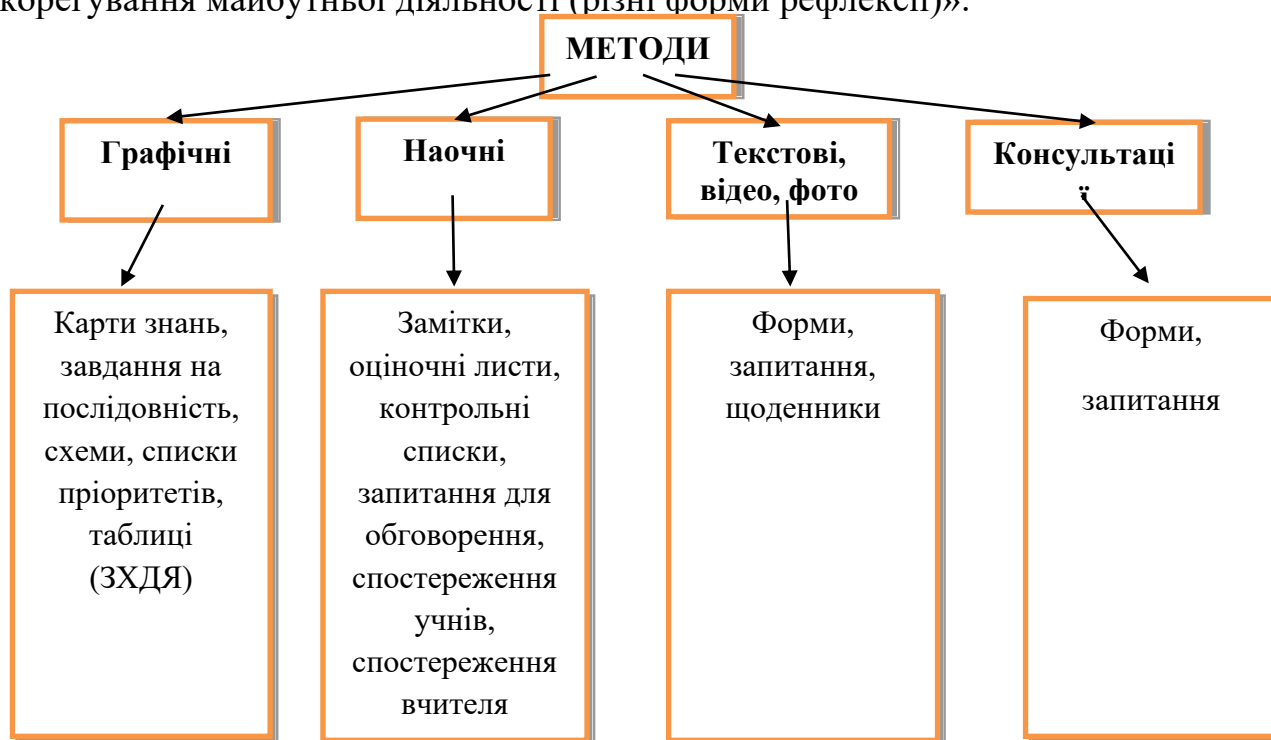 корегування майбутньої діяльності (різні форми рефлексії)».
МЕТОДИ
Графічні
Наочні
Текстові,
відео, фото
Консультаці
ї
Карти знань,
завдання на
послідовність,
схеми, списки
пріоритетів,
таблиці
(ЗХДЯ)
Замітки,
оціночні листи,
контрольні
списки,
запитання для
обговорення,
спостереження
учнів,
спостереження
вчителя
Форми,
запитання,
щоденники
Форми,
запитання